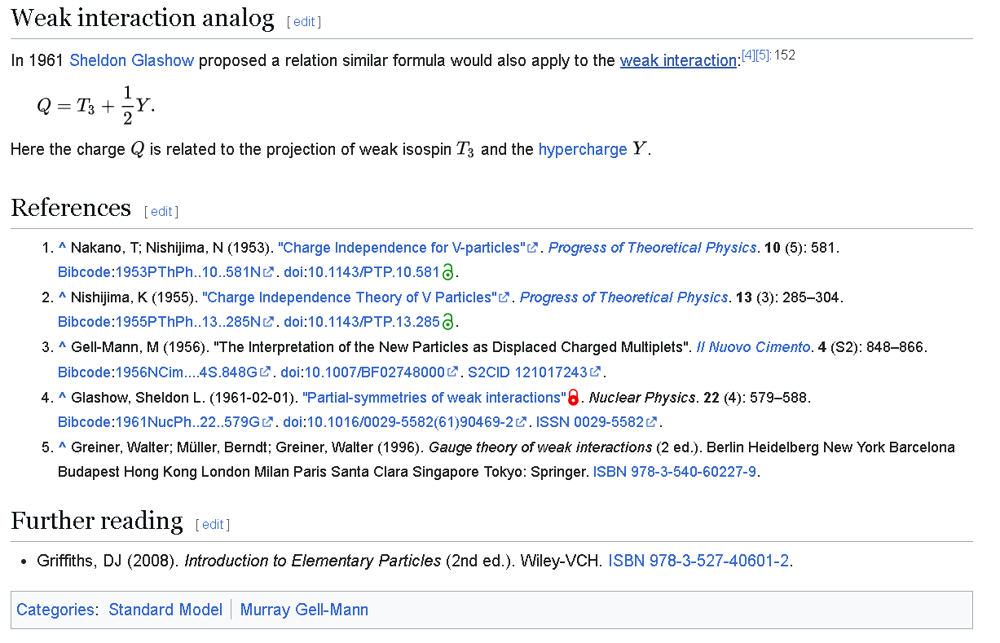 Weak interaction analog [ edit ]
In 1961 Sheldon Glashow proposed a relation similar formula would also apply to the weak interaction:[4][5]: 152
Q = T₃ + 1/2 Y.
Here the charge Q is related to the projection of weak isospin T₃ and the hypercharge Y.
References [ edit ]
1. ^ Nakano, T; Nishijima, N (1953). "Charge Independence for V-particles". Progress of Theoretical Physics. 10 (5): 581.
Bibcode:1953PThPh..10..581N. doi:10.1143/PTP.10.581.
2. ^ Nishijima, K (1955). "Charge Independence Theory of V Particles". Progress of Theoretical Physics. 13 (3): 285–304.
Bibcode:1955PThPh..13..285N. doi:10.1143/PTP.13.285.
3. ^ Gell-Mann, M (1956). "The Interpretation of the New Particles as Displaced Charged Multiplets". Il Nuovo Cimento. 4 (S2): 848–866.
Bibcode:1956NCim....4S.848G. doi:10.1007/BF02748000. S2CID 121017243.
4. ^ Glashow, Sheldon L. (1961-02-01). "Partial-symmetries of weak interactions". Nuclear Physics. 22 (4): 579–588.
Bibcode:1961NucPh..22..579G. doi:10.1016/0029-5582(61)90469-2. ISSN 0029-5582.
5. ^ Greiner, Walter; Müller, Berndt; Greiner, Walter (1996). Gauge theory of weak interactions (2 ed.). Berlin Heidelberg New York Barcelona
Budapest Hong Kong London Milan Paris Santa Clara Singapore Tokyo: Springer. ISBN 978-3-540-60227-9.
Further reading [ edit ]
• Griffiths, DJ (2008). Introduction to Elementary Particles (2nd ed.). Wiley-VCH. ISBN 978-3-527-40601-2.
Categories: Standard Model | Murray Gell-Mann